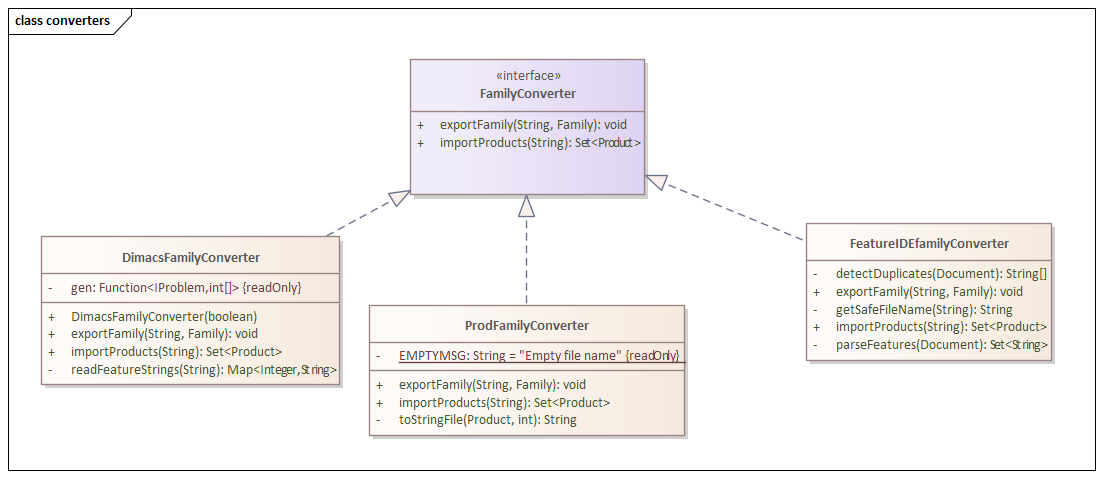 class converters
«interface»
FamilyConverter
+ exportFamily(String, Family): void
+ importProducts(String): Set<Product>
DimacsFamilyConverter
- gen: Function<IProblem,int[]> {readOnly}
+ DimacsFamilyConverter(boolean)
+ exportFamily(String, Family): void
+ importProducts(String): Set<Product>
- readFeatureStrings(String): Map<Integer,String>
ProdFamilyConverter
- EMPTYMSG: String = "Empty file name" {readOnly}
+ exportFamily(String, Family): void
+ importProducts(String): Set<Product>
- toStringFile(Product, int): String
FeatureIDEfamilyConverter
- detectDuplicates(Document): String[]
+ exportFamily(String, Family): void
- getSafeFileName(String): String
+ importProducts(String): Set<Product>
- parseFeatures(Document): Set<String>